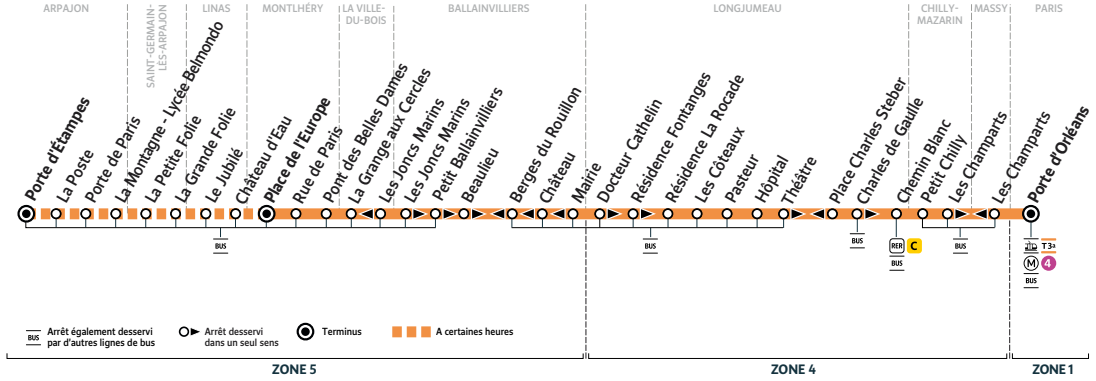 ARPAJON
SAINT-GERMAIN-
LÈS-ARPAJON
LINAS
MONTLHÉRY
LA VILLE-
DU-BOIS
BALLAINVILLIERS
LONGJUMEAU
CHILLY-
MAZARIN
MASSY
PARIS
Porte d'Étampes
La Poste
Porte de Paris
La Montagne - Lycée Belmondo
La Petite Folie
La Grande Folie
Le Jubilé
Château d'Eau
Place de l'Europe
Rue de Paris
Pont des Belles Dames
La Grange aux Cercles
Les Joncs Marins
Les Joncs Marins
Petit Ballainvilliers
Beaulieu
Berges du Rouillon
Château
Mairie
Docteur Cathelin
Résidence Fontanges
Résidence La Rocade
Les Côteaux
Pasteur
Hôpital
Théâtre
Place Charles Steber
Charles de Gaulle
Chemin Blanc
Petit Chilly
Les Champarts
Les Champarts
Porte d'Orléans
BUS
BUS
BUS
BUS
RER C
BUS
BUS
T3a
M 4
BUS
BUS
Arrêt également desservi
par d'autres lignes de bus
Arrêt desservi
dans un seul sens
Terminus
A certaines heures
ZONE 5
ZONE 4
ZONE 1